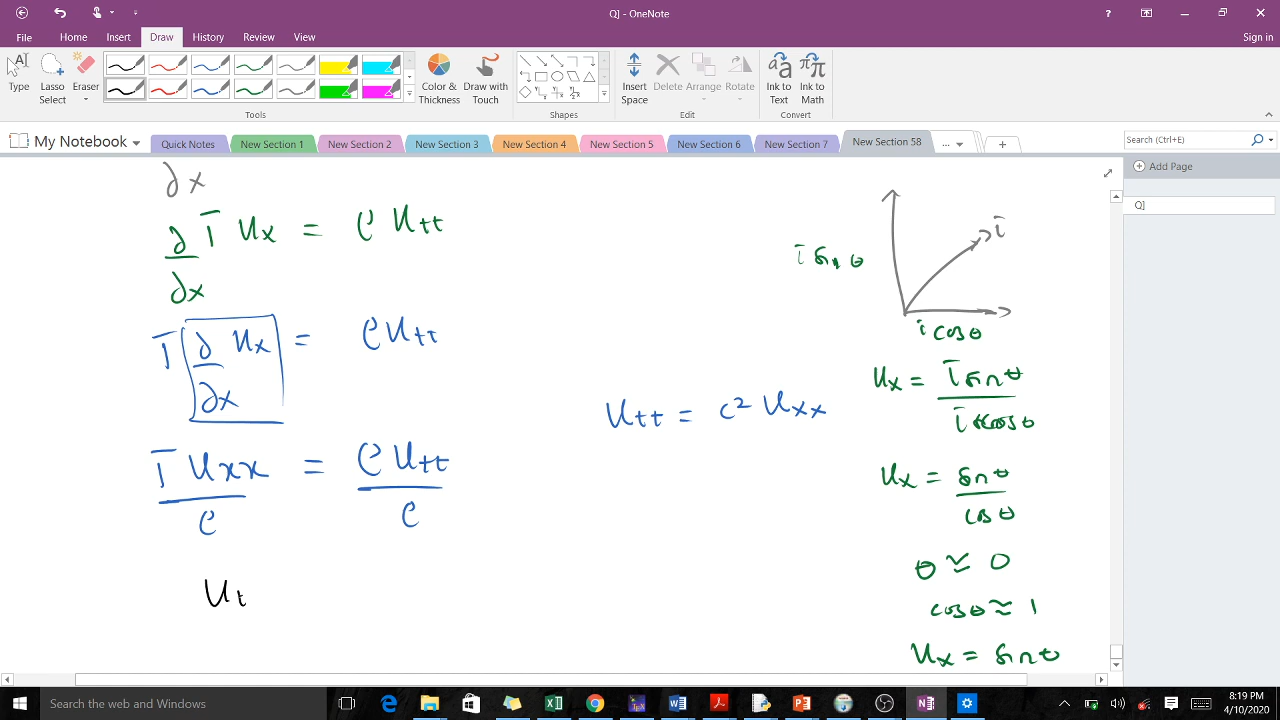 Q] - OneNote
File Home Insert Draw History Review View Sign in
Type Lasso Select Eraser Color & Thickness Draw with Touch Insert Space Delete Arrange Rotate Ink to Text Ink to Math
Tools Shapes Edit Convert
My Notebook Quick Notes New Section 1 New Section 2 New Section 3 New Section 4 New Section 5 New Section 6 New Section 7 New Section 58 ... + Search (Ctrl+E)
Add Page
Q]
∂x
∂ T Ux = ρ Utt
∂x
T ∂ Ux = ρ Utt
∂x
T Uxx = ρ Utt
ρ ρ
Ut
Utt = c² Uxx
T
T sin θ
T cos θ
Ux = T sin θ
T cos θ
Ux = sin θ
cos θ
θ ≃ 0
cos θ ≈ 1
Ux = sin θ
Search the web and Windows
8:19 PM
4/10/2020